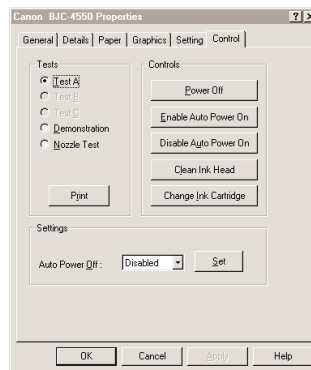 Canon BJC-4550 Properties
General Details Paper Graphics Setting Control
Tests
Test A
Test B
Test C
Demonstration
Nozzle Test
Print
Controls
Power Off
Enable Auto Power On
Disable Auto Power On
Clean Ink Head
Change Ink Cartridge
Settings
Auto Power Off : Disabled Set
OK Cancel Apply Help